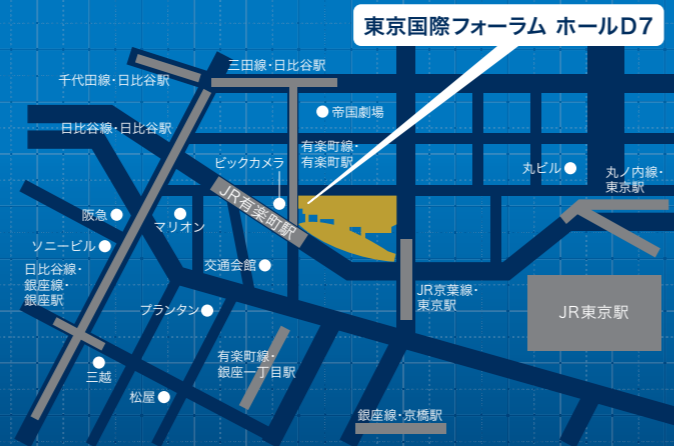 東京国際フォーラム ホールD7
三田線・日比谷駅
千代田線・日比谷駅
帝国劇場
日比谷線・日比谷駅
有楽町線・
有楽町駅
ビックカメラ
丸ビル
丸ノ内線・
東京駅
JR有楽町駅
阪急
マリオン
ソニービル
交通会館
日比谷線・
銀座線・
銀座駅
JR京葉線・
東京駅
プランタン
JR東京駅
有楽町線・
銀座一丁目駅
三越
松屋
銀座線・京橋駅